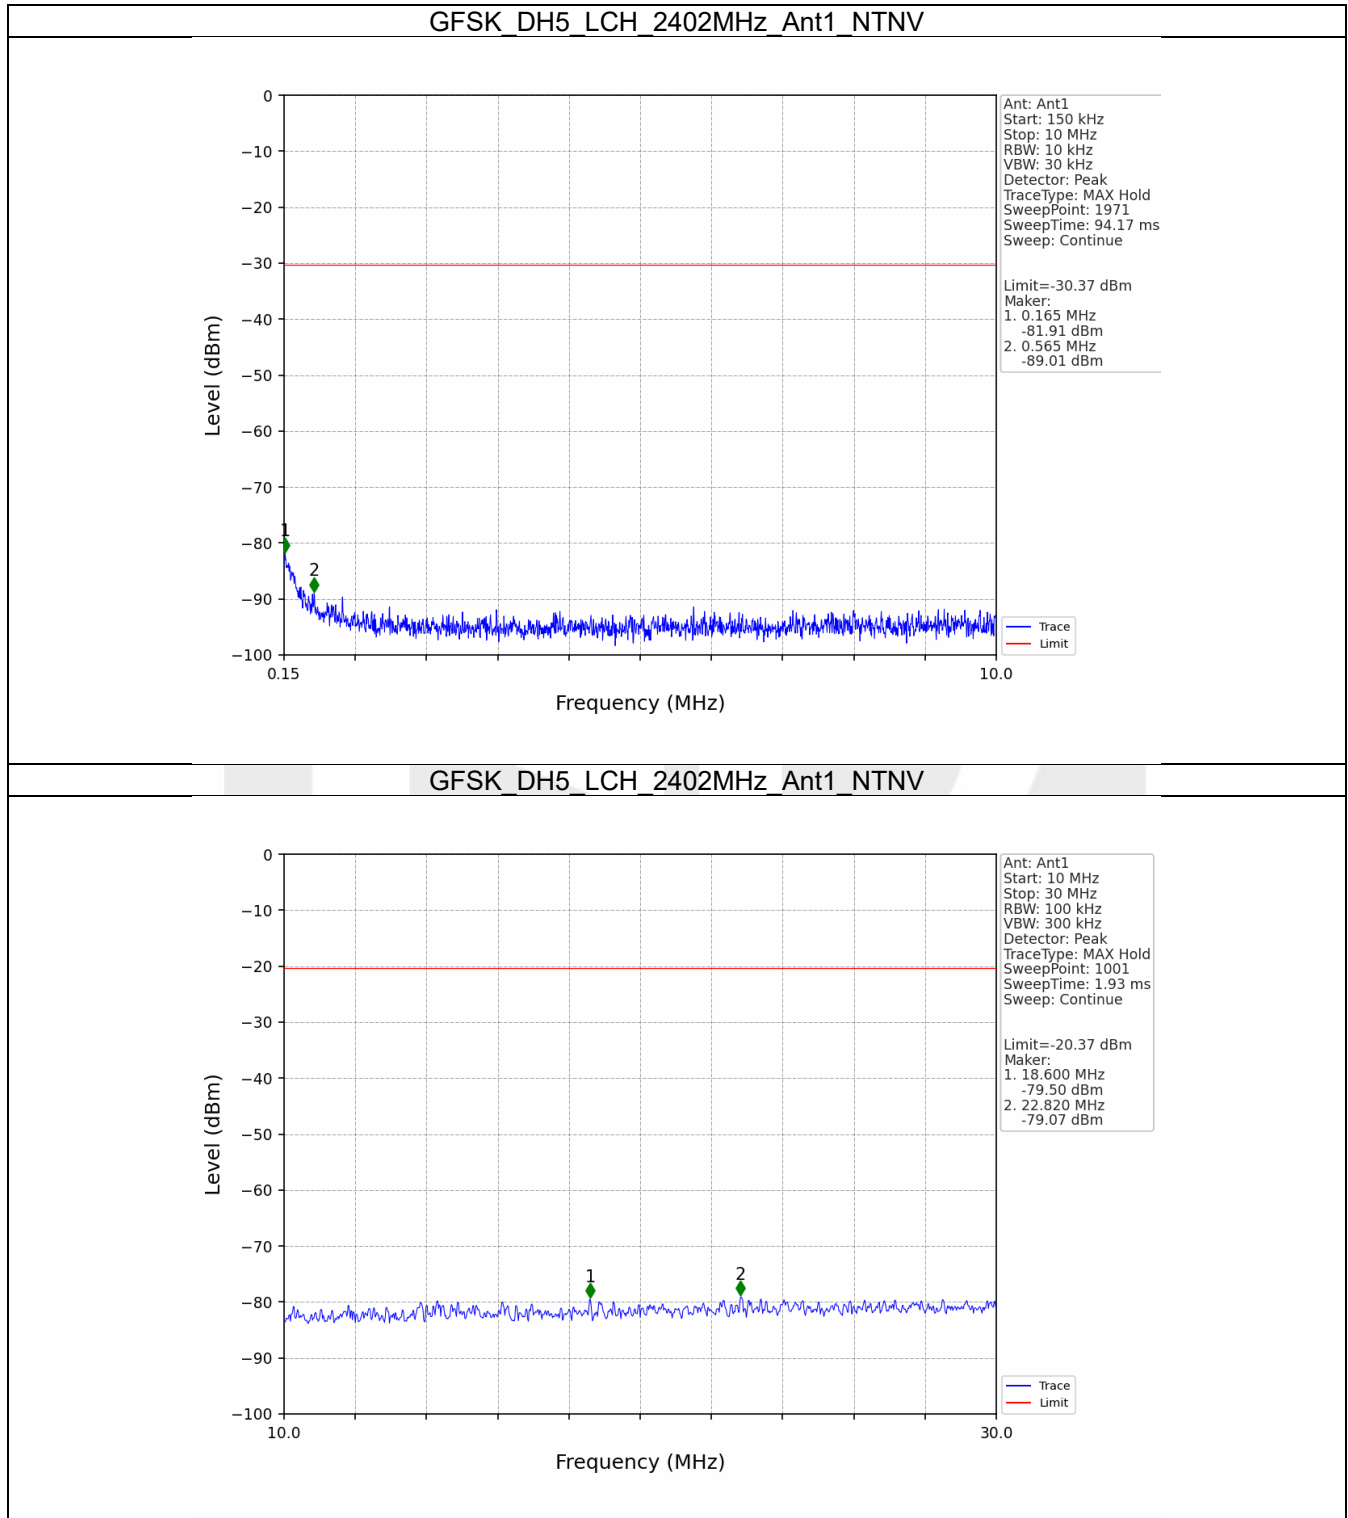 GFSK_DH5_LCH_2402MHz_Ant1_NTNV
0
−10
−20
−30
−40
−50
−60
−70
−80
−90
−100
Level (dBm)
1
2
0.15
10.0
Frequency (MHz)
Ant: Ant1
Start: 150 kHz
Stop: 10 MHz
RBW: 10 kHz
VBW: 30 kHz
Detector: Peak
TraceType: MAX Hold
SweepPoint: 1971
SweepTime: 94.17 ms
Sweep: Continue
Limit=-30.37 dBm
Maker:
1. 0.165 MHz
-81.91 dBm
2. 0.565 MHz
-89.01 dBm
Trace
Limit
GFSK_DH5_LCH_2402MHz_Ant1_NTNV
0
−10
−20
−30
−40
−50
−60
−70
−80
−90
−100
Level (dBm)
1
2
10.0
30.0
Frequency (MHz)
Ant: Ant1
Start: 10 MHz
Stop: 30 MHz
RBW: 100 kHz
VBW: 300 kHz
Detector: Peak
TraceType: MAX Hold
SweepPoint: 1001
SweepTime: 1.93 ms
Sweep: Continue
Limit=-20.37 dBm
Maker:
1. 18.600 MHz
-79.50 dBm
2. 22.820 MHz
-79.07 dBm
Trace
Limit